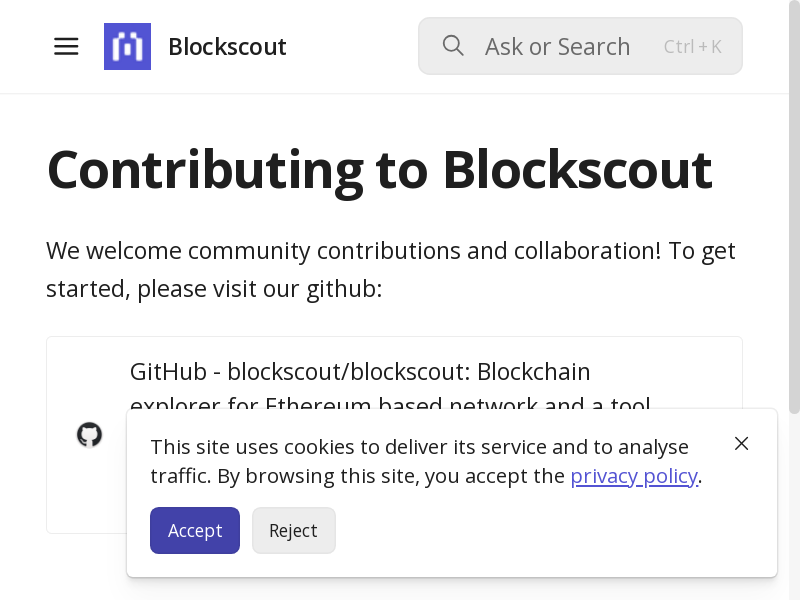 Blockscout
Ask or Search
Ctrl + K
Contributing to Blockscout
We welcome community contributions and collaboration! To get
started, please visit our github:
GitHub - blockscout/blockscout: Blockchain
explorer for Ethereum based network and a tool
This site uses cookies to deliver its service and to analyse
traffic. By browsing this site, you accept the privacy policy.
Accept
Reject